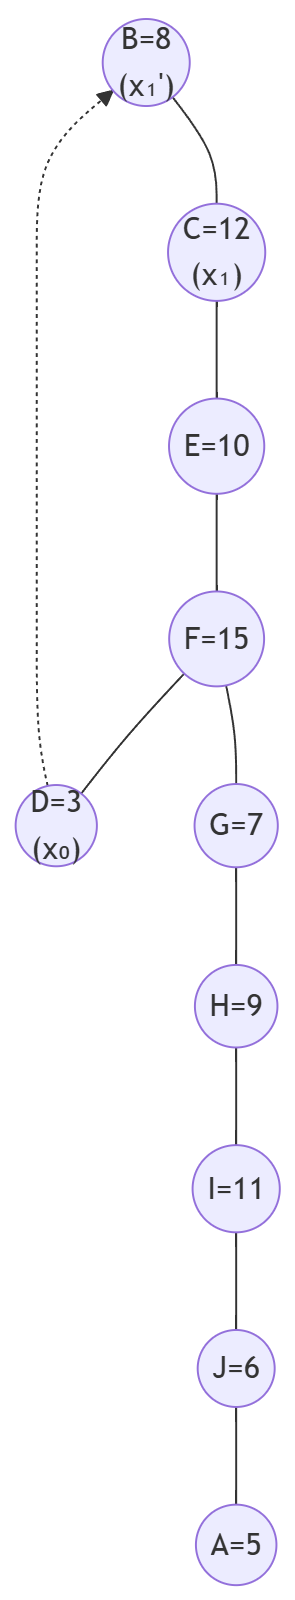 B=8
(x₁')
C=12
(x₁)
E=10
F=15
D=3
(x₀)
G=7
H=9
I=11
J=6
A=5